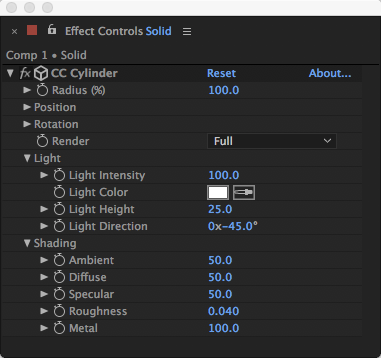 Effect Controls Solid
Comp 1 • Solid
fx CC Cylinder Reset About...
Radius (%) 100.0
Position
Rotation
Render Full
Light
Light Intensity 100.0
Light Color
Light Height 25.0
Light Direction 0x-45.0°
Shading
Ambient 50.0
Diffuse 50.0
Specular 50.0
Roughness 0.040
Metal 100.0